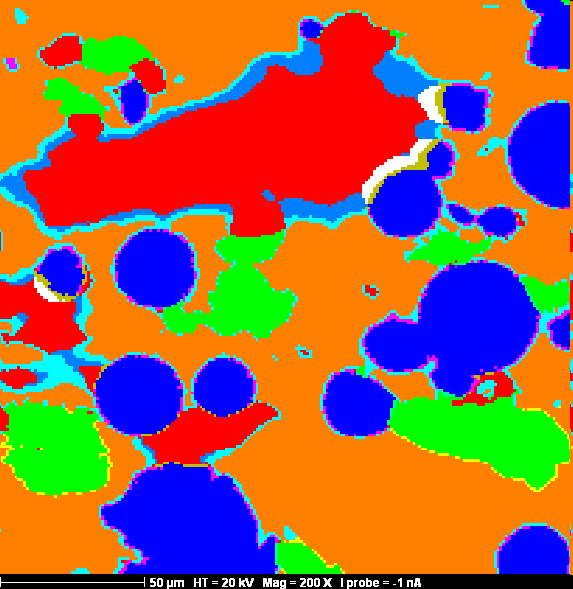 50 µm HT = 20 kV Mag = 200 X I probe = -1 nA